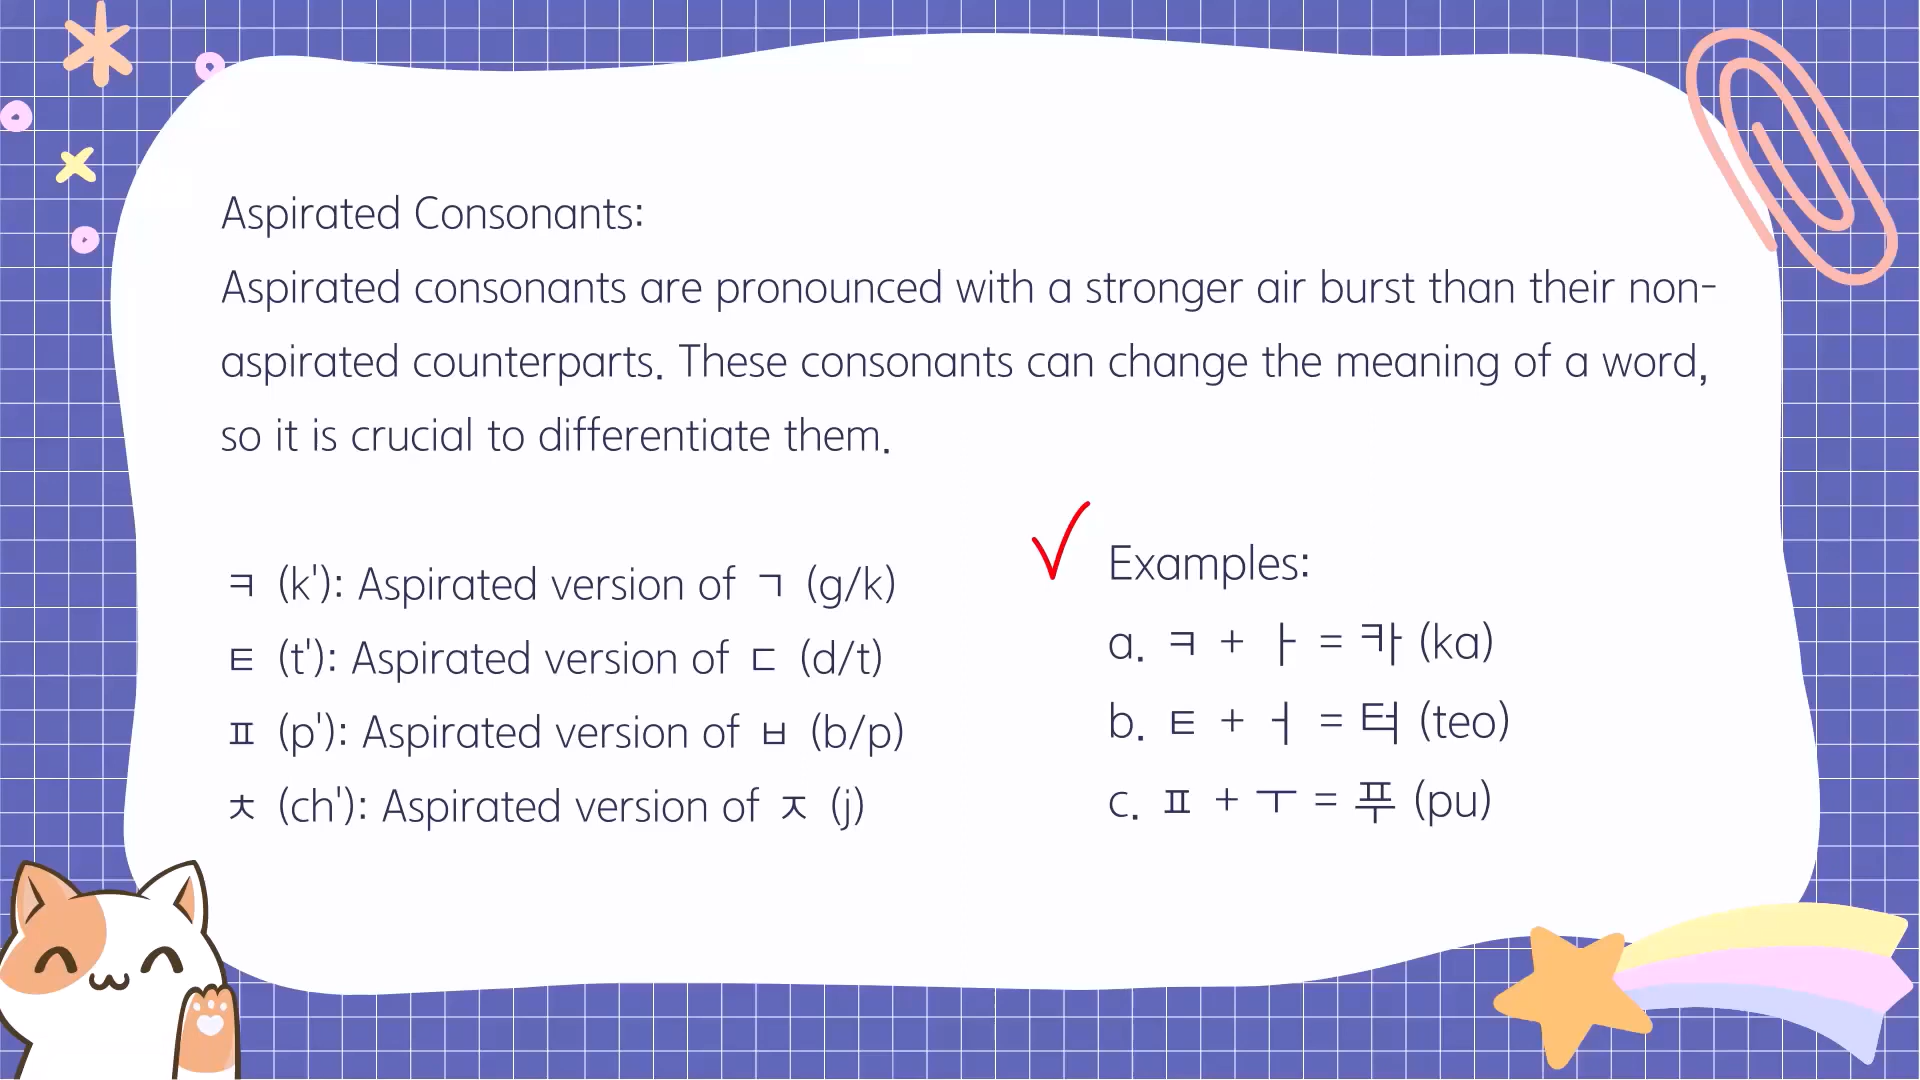 Aspirated Consonants:
Aspirated consonants are pronounced with a stronger air burst than their non-
aspirated counterparts. These consonants can change the meaning of a word,
so it is crucial to differentiate them.
ㅋ (k'): Aspirated version of ㄱ (g/k)
ㅌ (t'): Aspirated version of ㄷ (d/t)
ㅍ (p'): Aspirated version of ㅂ (b/p)
ㅊ (ch'): Aspirated version of ㅈ (j)
Examples:
a. ㅋ + ㅏ = 카 (ka)
b. ㅌ + ㅓ = 터 (teo)
c. ㅍ + ㅜ = 푸 (pu)